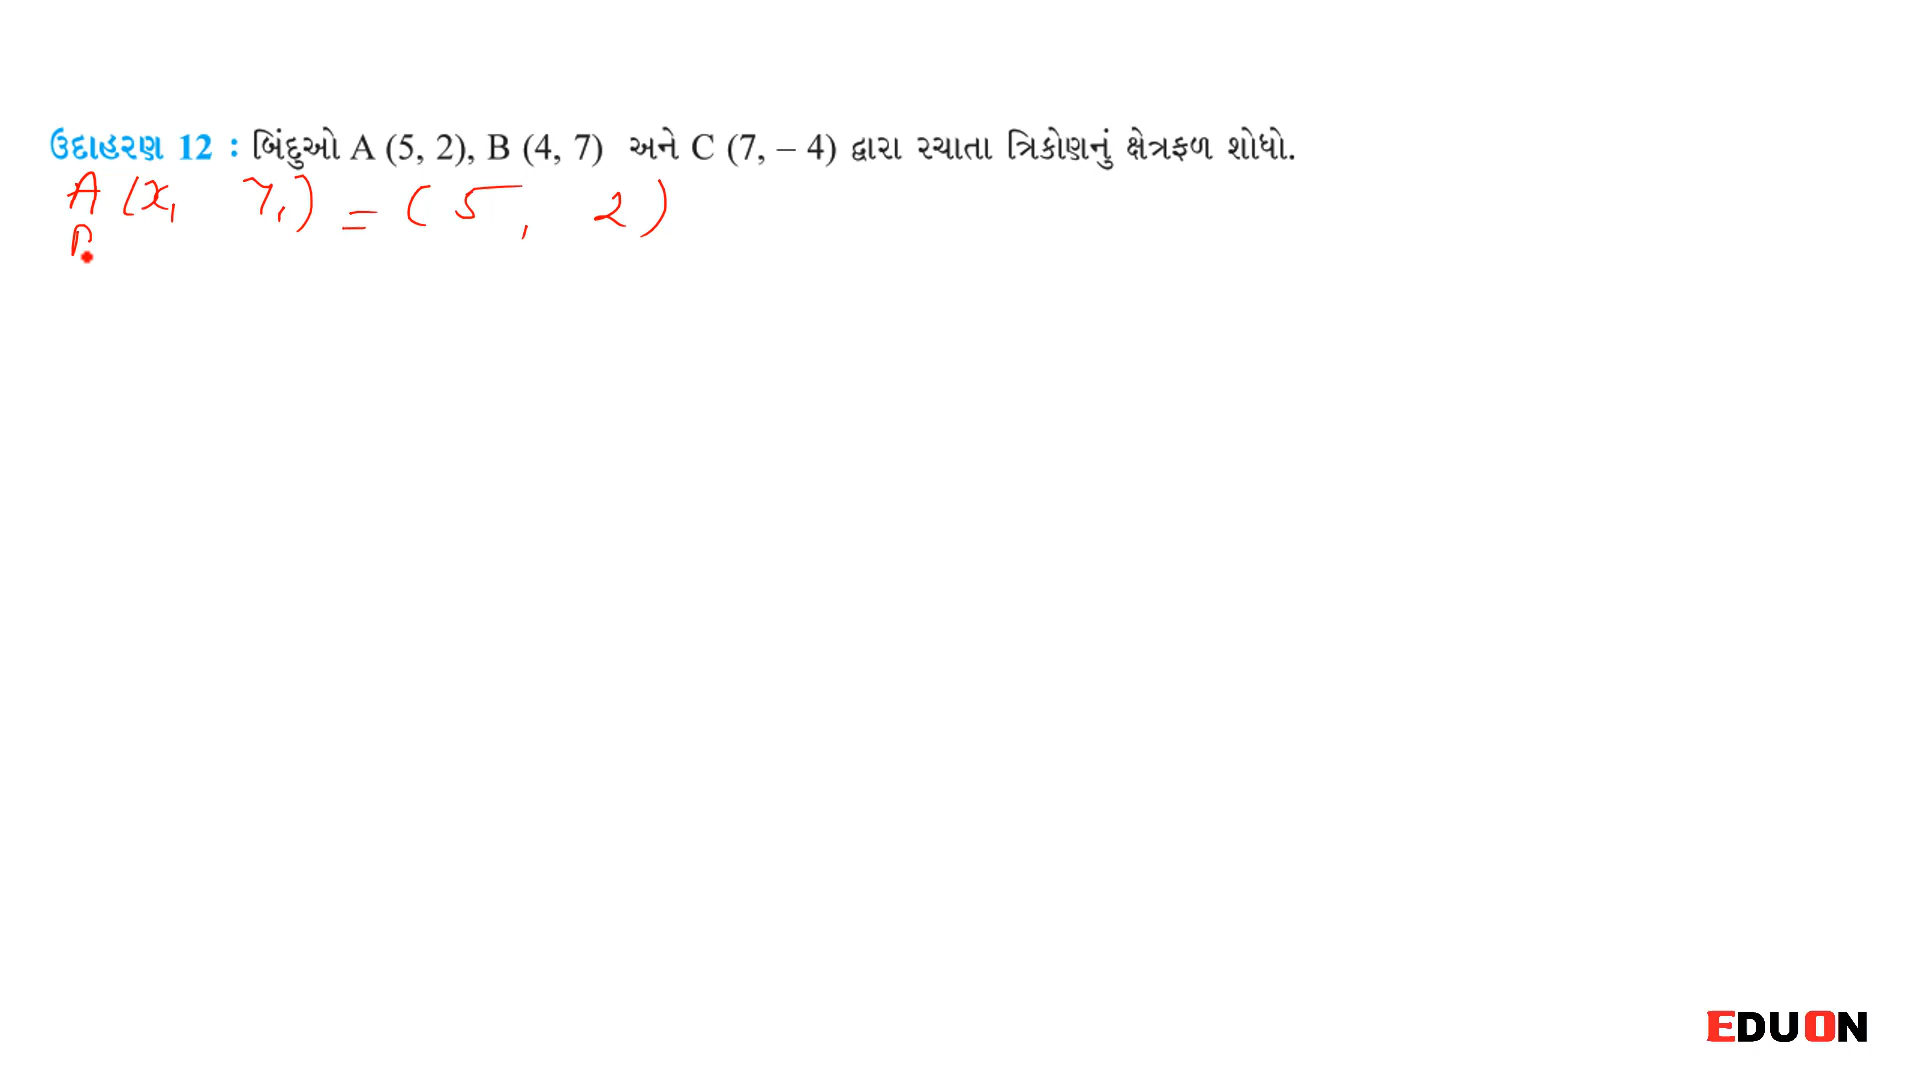 ઉદાહરણ 12 : બિંદુઓ A (5, 2), B (4, 7) અને C (7, – 4) દ્વારા રચાતા ત્રિકોણનું ક્ષેત્રફળ શોધો.
A (x₁ y₁) = (5, 2)
EDUON